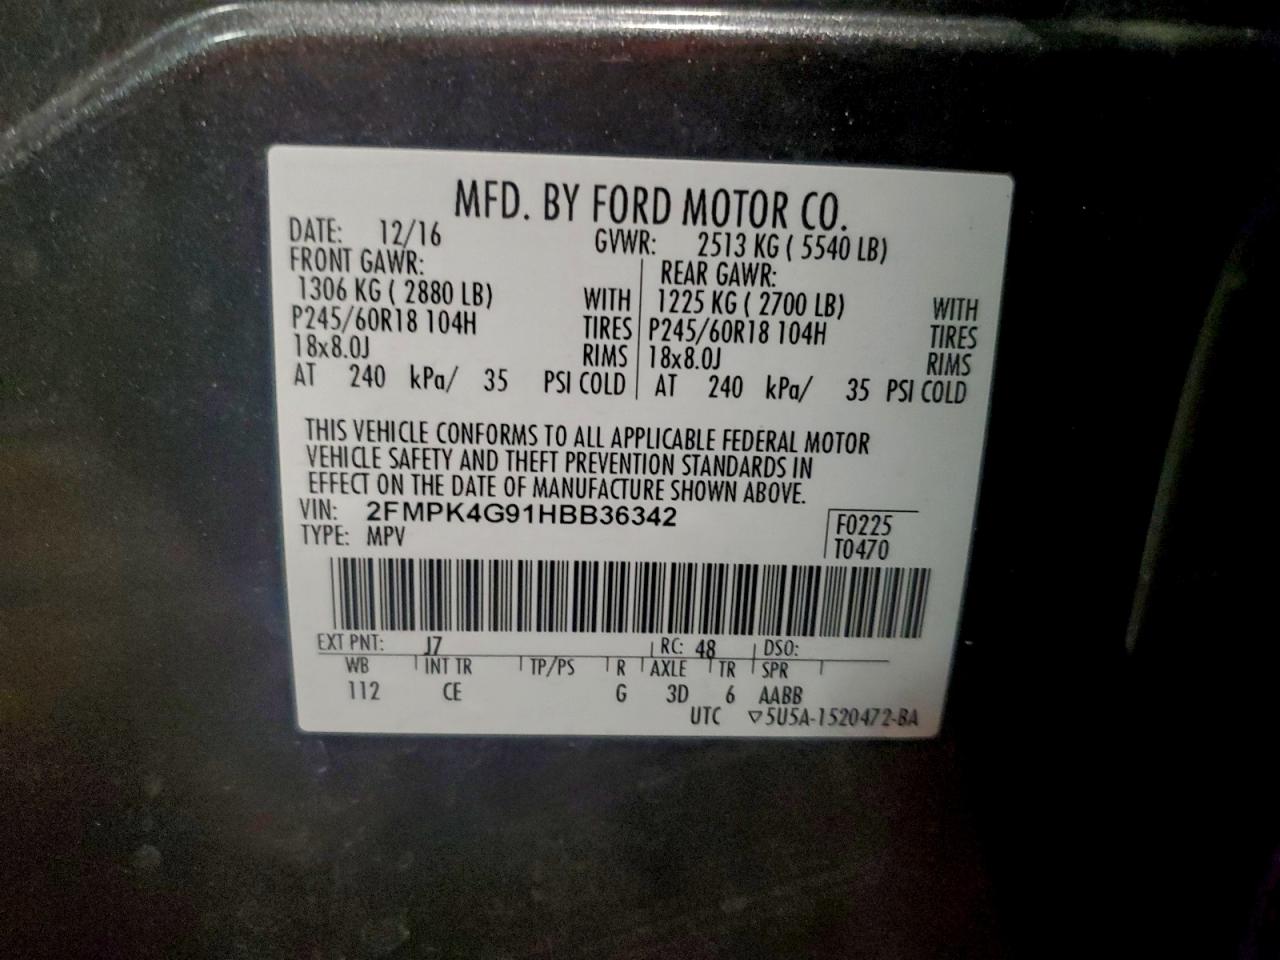 MFD. BY FORD MOTOR CO.
DATE: 12/16 GVWR: 2513 KG ( 5540 LB)
FRONT GAWR: REAR GAWR:
1306 KG ( 2880 LB) WITH 1225 KG ( 2700 LB) WITH
P245/60R18 104H TIRES P245/60R18 104H TIRES
18x8.0J RIMS 18x8.0J RIMS
AT 240 kPa/ 35 PSI COLD AT 240 kPa/ 35 PSI COLD
THIS VEHICLE CONFORMS TO ALL APPLICABLE FEDERAL MOTOR
VEHICLE SAFETY AND THEFT PREVENTION STANDARDS IN
EFFECT ON THE DATE OF MANUFACTURE SHOWN ABOVE.
VIN: 2FMPK4G91HBB36342 F0225
TYPE: MPV T0470
EXT PNT: J7 RC: 48 DSO:
WB INT TR TP/PS R AXLE TR SPR
112 CE G 3D 6 AABB
UTC ▽5U5A-1520472-BA